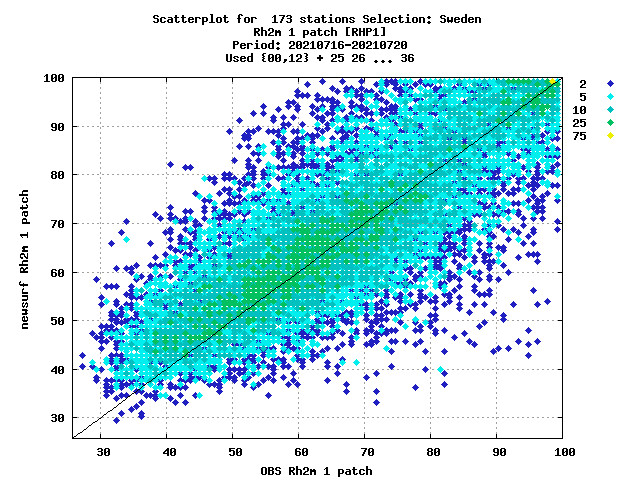 Scatterplot for  173 stations Selection: Sweden
Rh2m 1 patch [RHP1]
Period: 20210716-20210720
Used {00,12} + 25 26 ... 36
100
90
80
70
60
50
40
30
newsurf Rh2m 1 patch
2
5
10
25
75
30 40 50 60 70 80 90 100
OBS Rh2m 1 patch